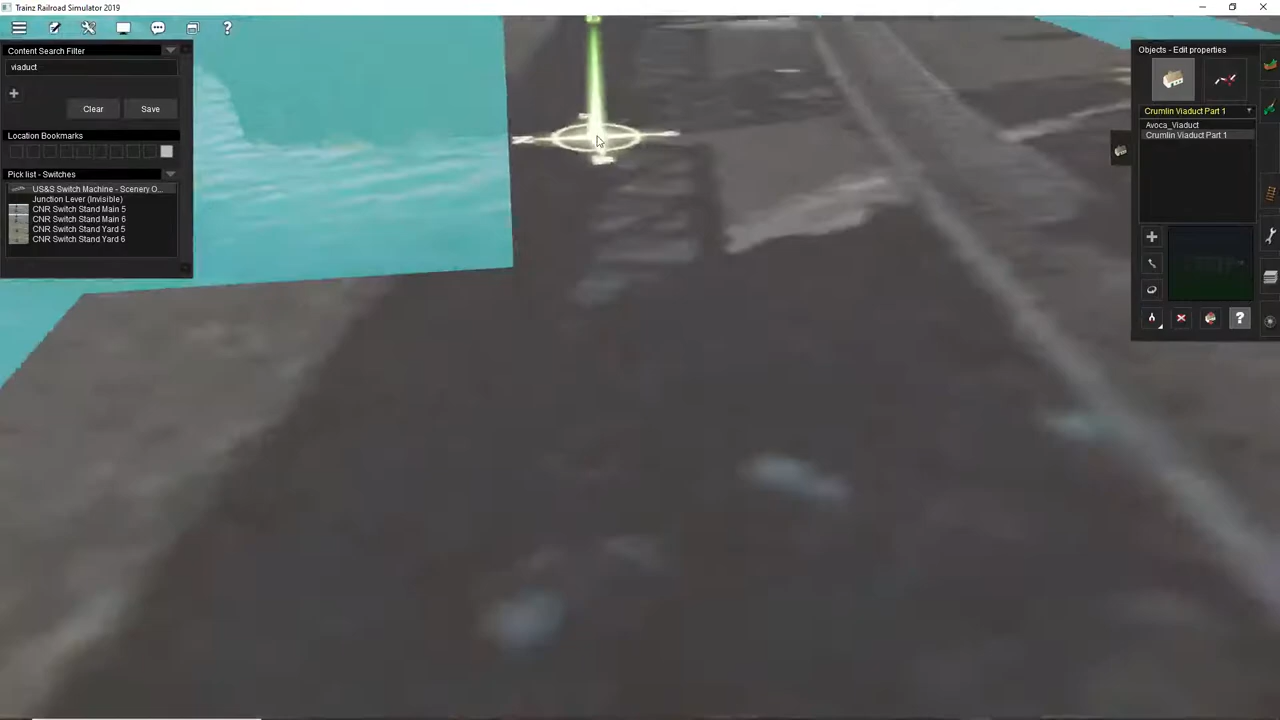 Trainz Railroad Simulator 2019
Content Search Filter
viaduct
Clear
Save
Location Bookmarks
Pick list - Switches
US&S Switch Machine - Scenery O...
Junction Lever (Invisible)
CNR Switch Stand Main 5
CNR Switch Stand Main 6
CNR Switch Stand Yard 5
CNR Switch Stand Yard 6
Objects - Edit properties
Crumlin Viaduct Part 1
Avoca_Viaduct
Crumlin Viaduct Part 1